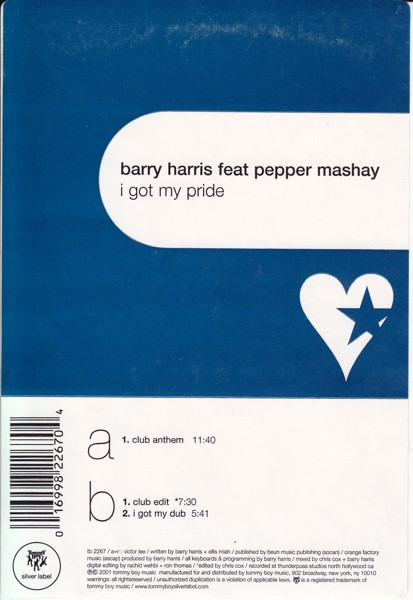 barry harris feat pepper mashay
i got my pride
a
1. club anthem 11:40
b
1. club edit *7:30
2. i got my dub 5:41
0 16998 22670 4
Tommy Boy
silver label
tb 2267 / a+r : victor lee / written by barry harris + ellis miah / published by beun music publishing (socan) / orange factory
music (ascap) produced by barry harris / all keyboards & programming by barry harris / mixed by chris cox + barry harris
digital editing by rachid wehbi + ron thomas / *edited by chris cox / recorded at thunderpuss studios north hollywood ca
℗©2001 tommy boy music manufactured for and distributed by tommy boy music, 902 broadway, new york, ny 10010
warnings: all rightsreserved / unauthorized duplication is a violation of applicable laws. is a registered trademark of
tommy boy music / www.tommyboysilverlabel.com